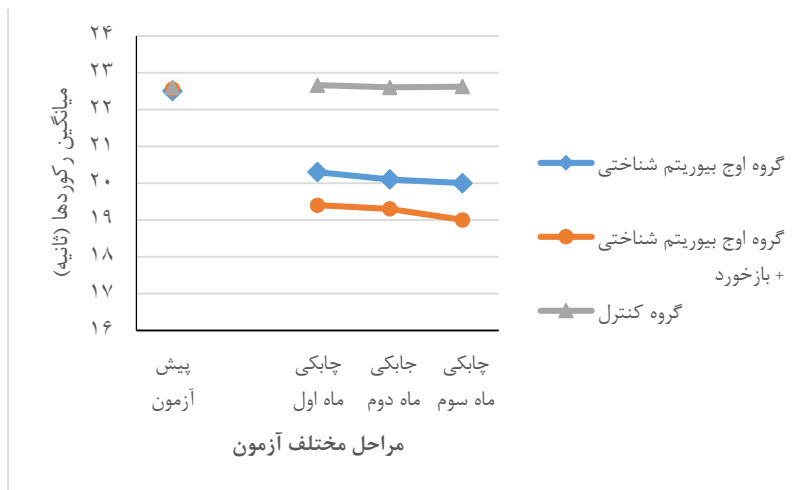 ۲۴
۲۳
۲۲
۲۱
۲۰
۱۹
۱۸
۱۷
۱۶
میانگین رکوردها (ثانیه)
پیش
آزمون
چابکی
ماه اول
جابکی
ماه دوم
چابکی
ماه سوم
مراحل مختلف آزمون
گروه اوج بیوریتم شناختی
گروه اوج بیوریتم شناختی
+ بازخورد
گروه کنترل